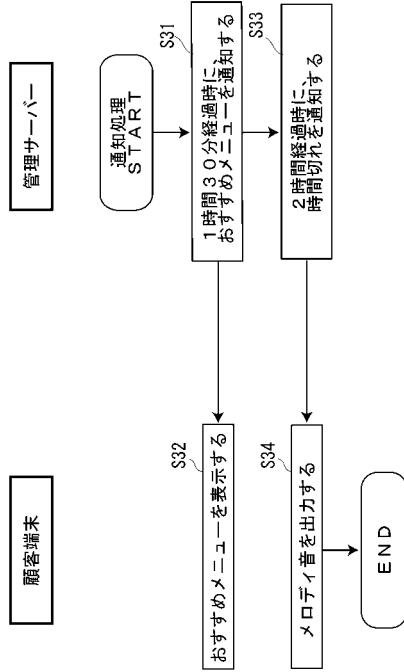 管理サーバー
顧客端末
通知処理
START
S31
1時間30分経過時に、
おすすめメニューを通知する
S32
おすすめメニューを表示する
S33
2時間経過時に、
時間切れを通知する
S34
メロディ音を出力する
END